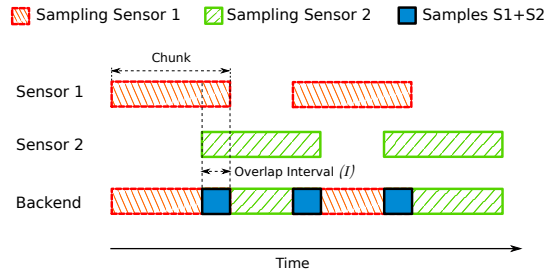 Sampling Sensor 1 Sampling Sensor 2 Samples S1+S2
Chunk
Sensor 1
Sensor 2
Overlap Interval (I)
Backend
Time